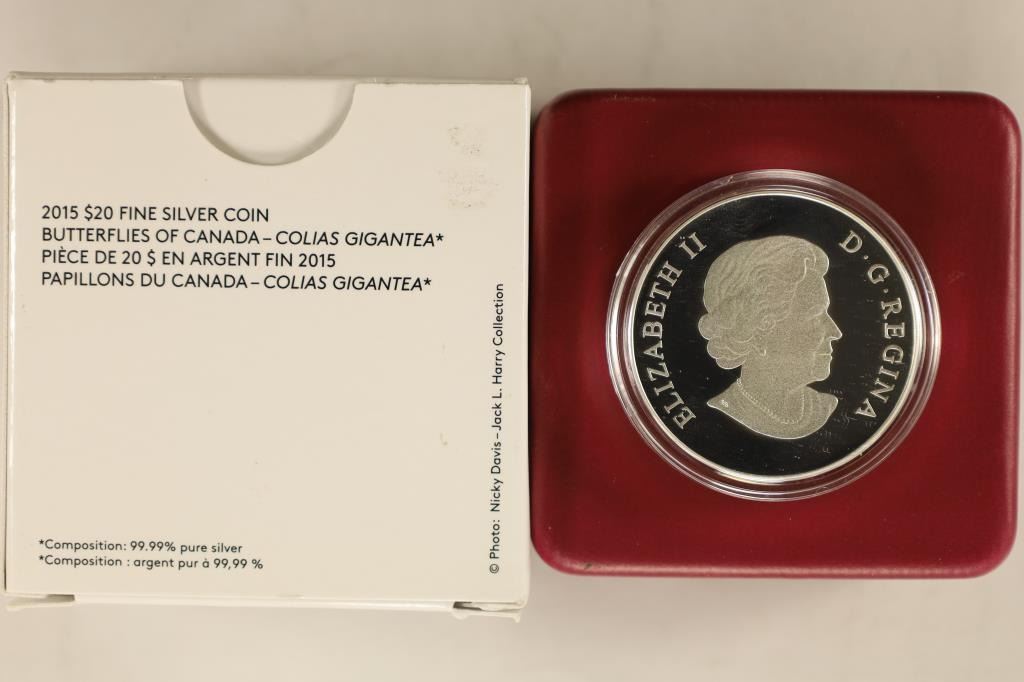 2015 $20 FINE SILVER COIN
BUTTERFLIES OF CANADA – COLIAS GIGANTEA*
PIÈCE DE 20 $ EN ARGENT FIN 2015
PAPILLONS DU CANADA – COLIAS GIGANTEA*
*Composition: 99.99% pure silver
*Composition : argent pur à 99,99 %
© Photo: Nicky Davis – Jack L. Harry Collection
ELIZABETH II
D·G·REGINA